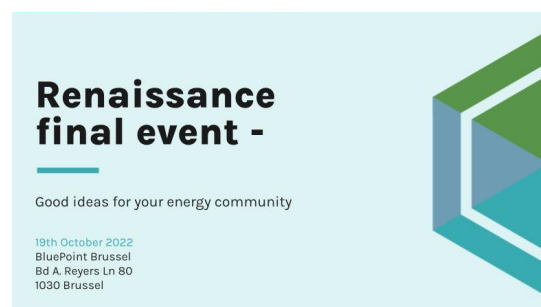 Renaissance
final event -
Good ideas for your energy community
19th October 2022
BluePoint Brussel
Bd A. Reyers Ln 80
1030 Brussel